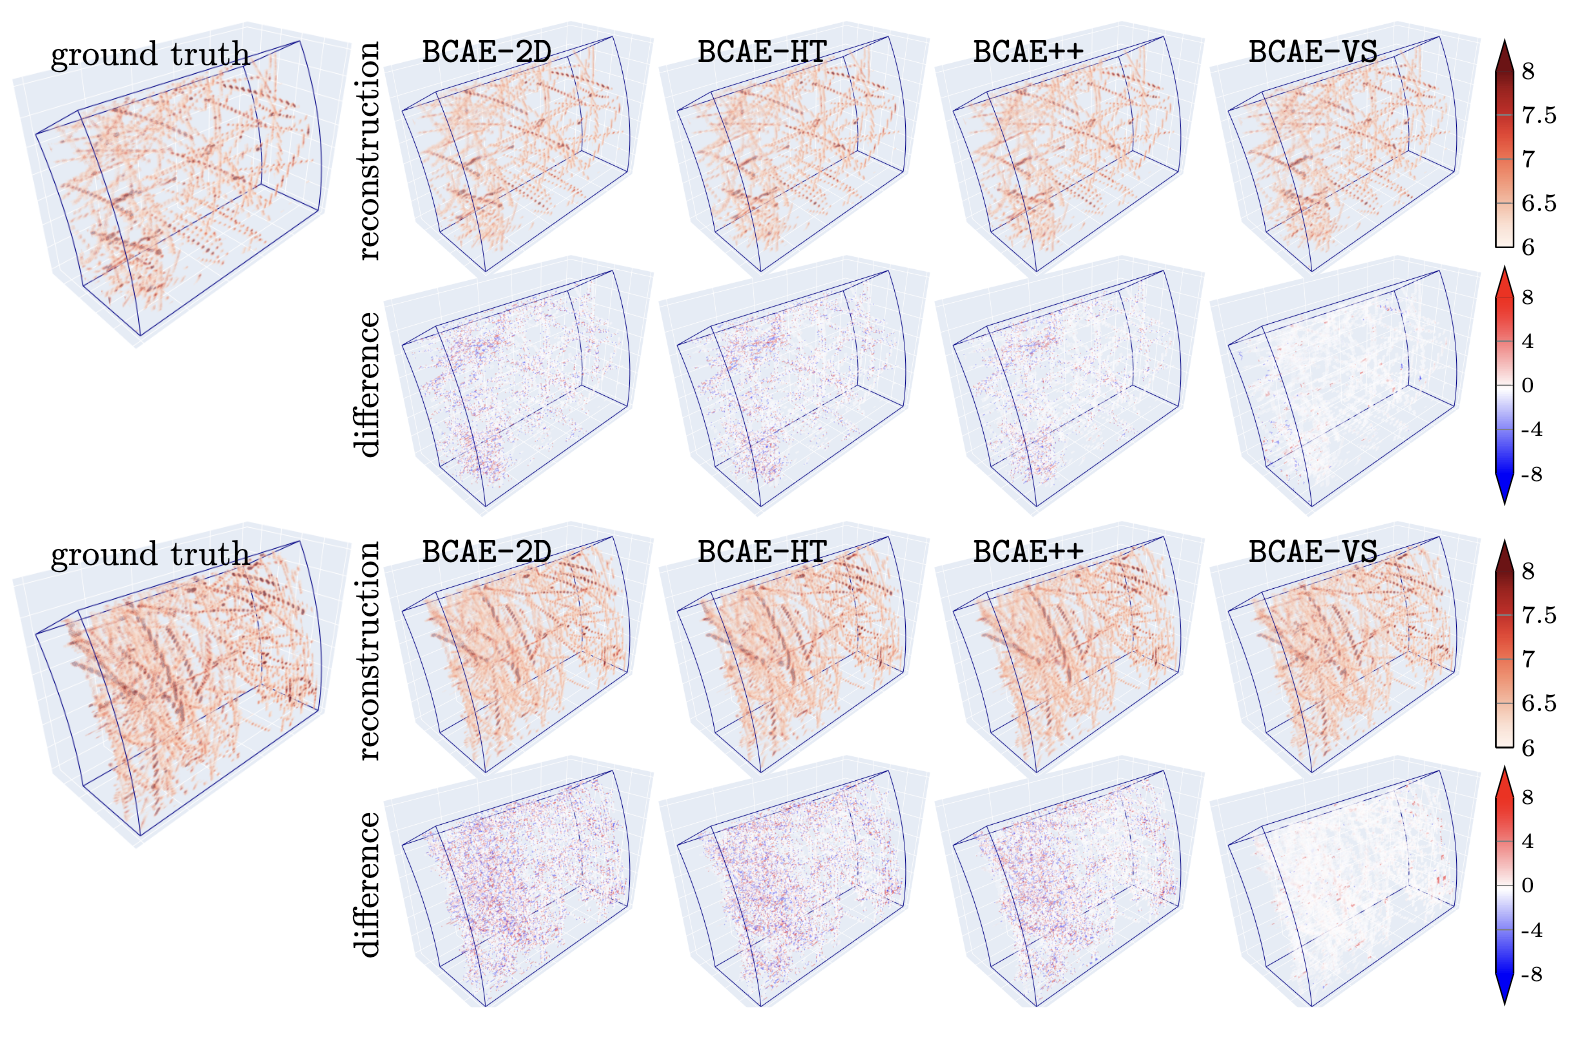 ground truth
reconstruction
BCAE-2D
BCAE-HT
BCAE++
BCAE-VS
8
7.5
7
6.5
6
difference
8
4
0
-4
-8
ground truth
reconstruction
BCAE-2D
BCAE-HT
BCAE++
BCAE-VS
8
7.5
7
6.5
6
difference
8
4
0
-4
-8